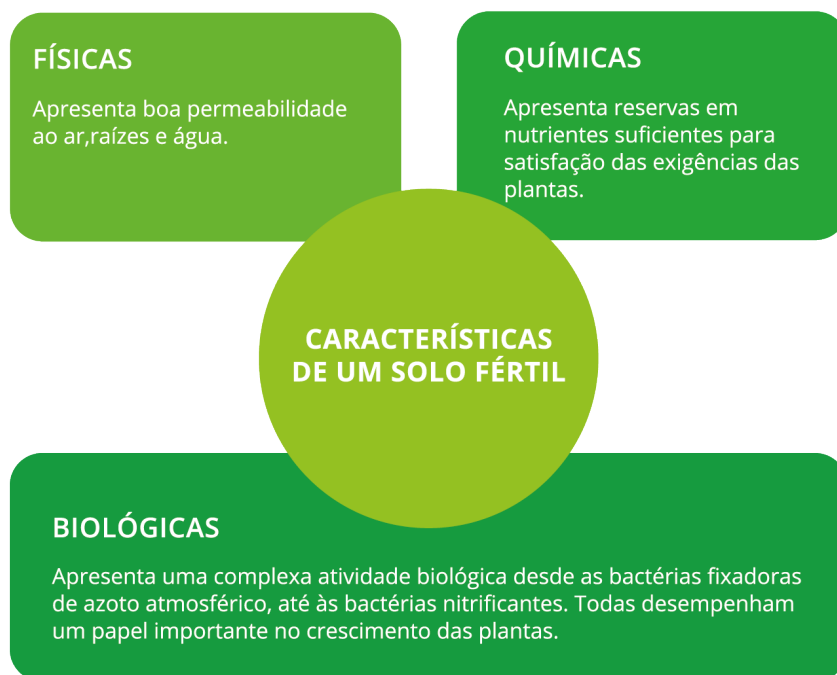 FÍSICAS
Apresenta boa permeabilidade
ao ar,raízes e água.
QUÍMICAS
Apresenta reservas em
nutrientes suficientes para
satisfação das exigências das
plantas.
CARACTERÍSTICAS
DE UM SOLO FÉRTIL
BIOLÓGICAS
Apresenta uma complexa atividade biológica desde as bactérias fixadoras
de azoto atmosférico, até às bactérias nitrificantes. Todas desempenham
um papel importante no crescimento das plantas.